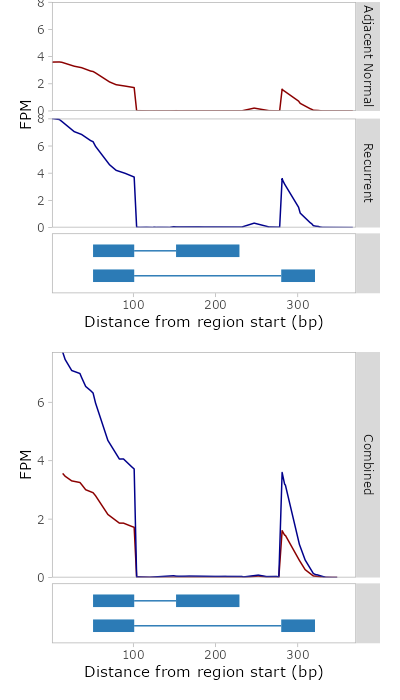 8
6
4
2
0
Adjacent Normal
FPM
8
6
4
2
0
Recurrent
100
200
300
Distance from region start (bp)
6
4
2
0
FPM
Combined
100
200
300
Distance from region start (bp)